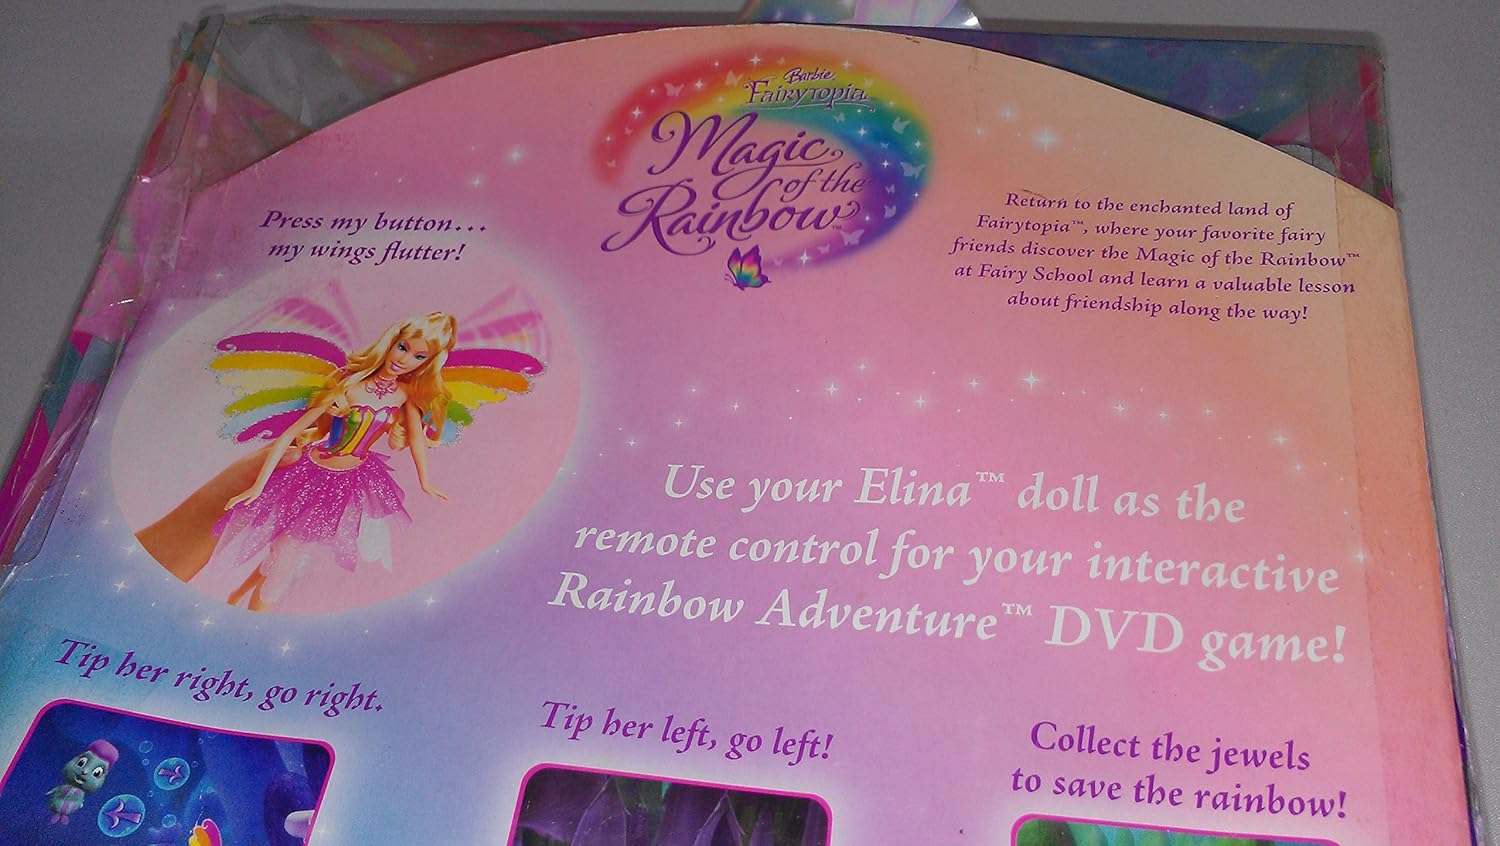 Barbie
Fairytopia
Magic
of the
Rainbow™
Press my button...
my wings flutter!
Return to the enchanted land of
Fairytopia™, where your favorite fairy
friends discover the Magic of the Rainbow™
at Fairy School and learn a valuable lesson
about friendship along the way!
Use your Elina™ doll as the
remote control for your interactive
Rainbow Adventure™ DVD game!
Tip her right, go right.
Tip her left, go left!
Collect the jewels
to save the rainbow!